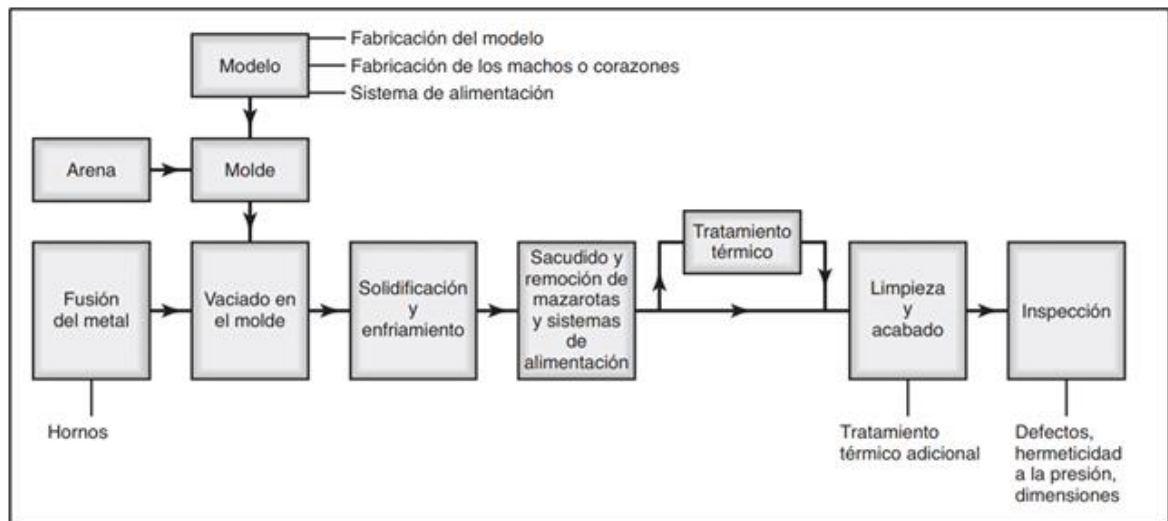 Modelo
Fabricación del modelo
Fabricación de los machos o corazones
Sistema de alimentación
Arena
Molde
Fusión
del metal
Hornos
Vaciado en
el molde
Solidificación
y
enfriamiento
Sacudido y
remoción de
mazarotas
y sistemas
de
alimentación
Tratamiento
térmico
Limpieza
y
acabado
Tratamiento
térmico adicional
Inspección
Defectos,
hermeticidad
a la presión,
dimensiones